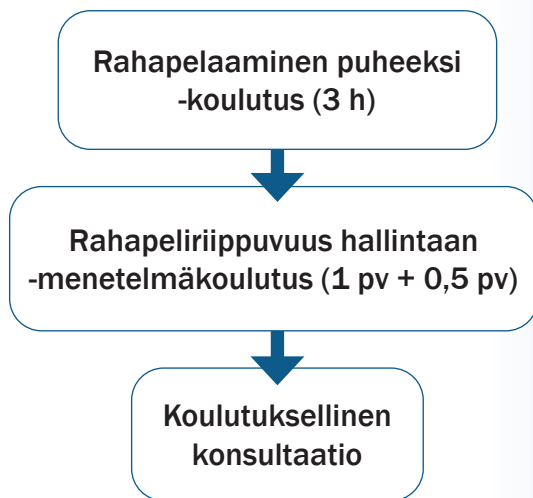 Rahapelaaminen puheeksi
-koulutus (3 h)
Rahapeliriippuvuus hallintaan
-menetelmäkoulutus (1 pv + 0,5 pv)
Koulutuksellinen
konsultaatio